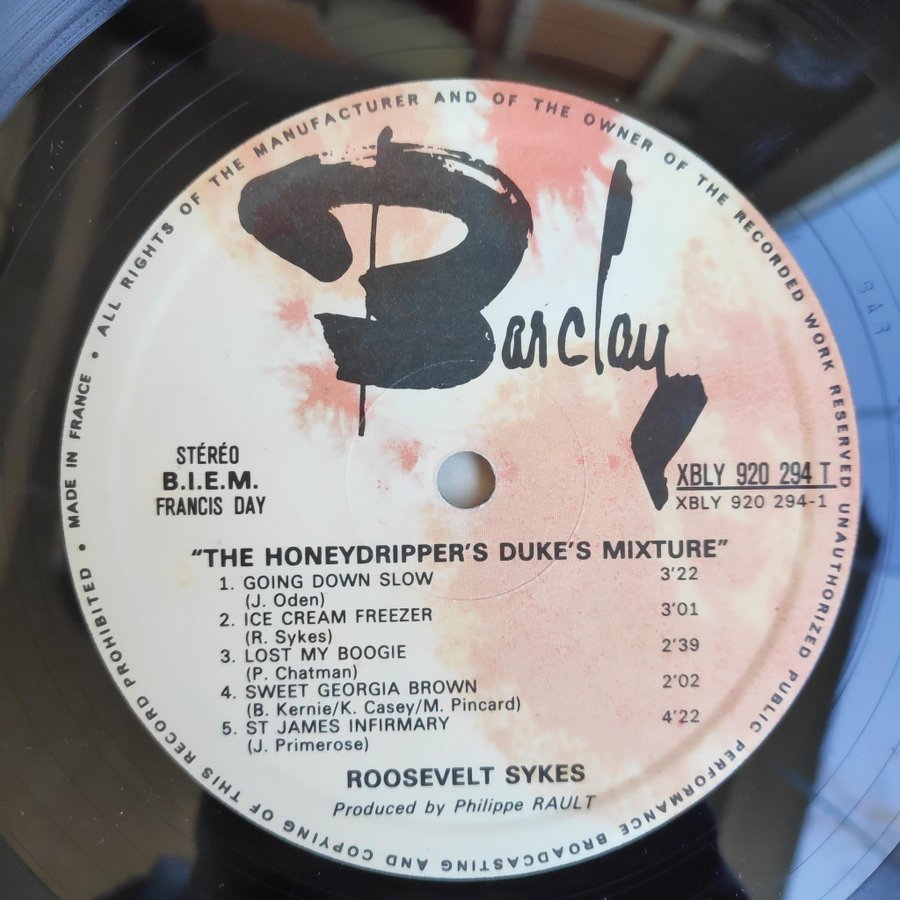 ALL RIGHTS OF THE MANUFACTURER AND OF THE OWNER OF THE RECORDED WORK RESERVED UNAUTHORIZED PUBLIC PERFORMANCE BROADCASTING AND COPYING OF THIS RECORD PROHIBITED • MADE IN FRANCE •
Barclay
STÉRÉO
B.I.E.M.
FRANCIS DAY
XBLY 920 294 T
XBLY 920 294-1
"THE HONEYDRIPPER'S DUKE'S MIXTURE"
1. GOING DOWN SLOW 3'22
(J. Oden)
2. ICE CREAM FREEZER 3'01
(R. Sykes)
3. LOST MY BOOGIE 2'39
(P. Chatman)
4. SWEET GEORGIA BROWN 2'02
(B. Kernie/K. Casey/M. Pincard)
5. ST JAMES INFIRMARY 4'22
(J. Primerose)
ROOSEVELT SYKES
Produced by Philippe RAULT